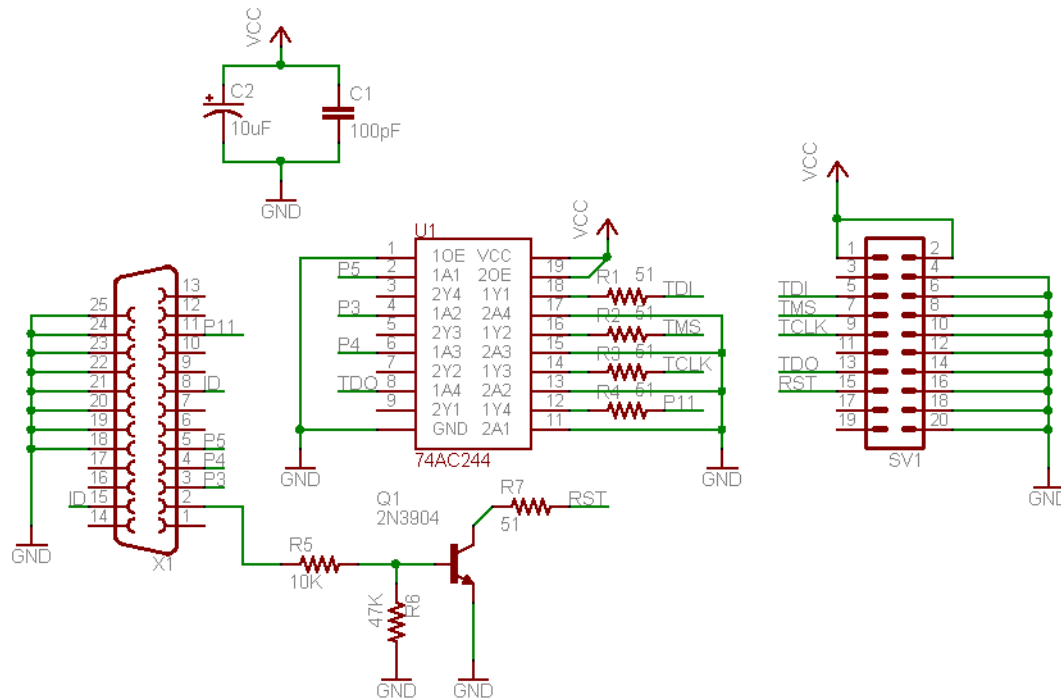 VCC
C2
10uF
C1
100pF
GND
VCC
U1
VCC
1 1OE VCC
P5 2 1A1 2OE 19
3 2Y4 1Y1 18 R1 51 TDI
P3 4 1A2 2A4 17
5 2Y3 1Y2 16 R2 51 TMS
P4 6 1A3 2A3 15
7 2Y2 1Y3 14 R3 51 TCLK
TDO 8 1A4 2A2 13
9 2Y1 1Y4 12 R4 51 P11
GND 2A1 11
74AC244
GND
GND
13
25 12
24 11 P11
23 10
22 9
21 8 ID
20 7
19 6
18 5 P5
17 4 P4
16 3 P3
ID 15 2
14 1
X1
GND
1 2
3 4
TDI 5 6
TMS 7 8
TCLK 9 10
11 12
TDO 13 14
RST 15 16
17 18
19 20
SV1
GND
Q1
2N3904
R7
51
RST
R5
10K
47K
R6
GND
GND